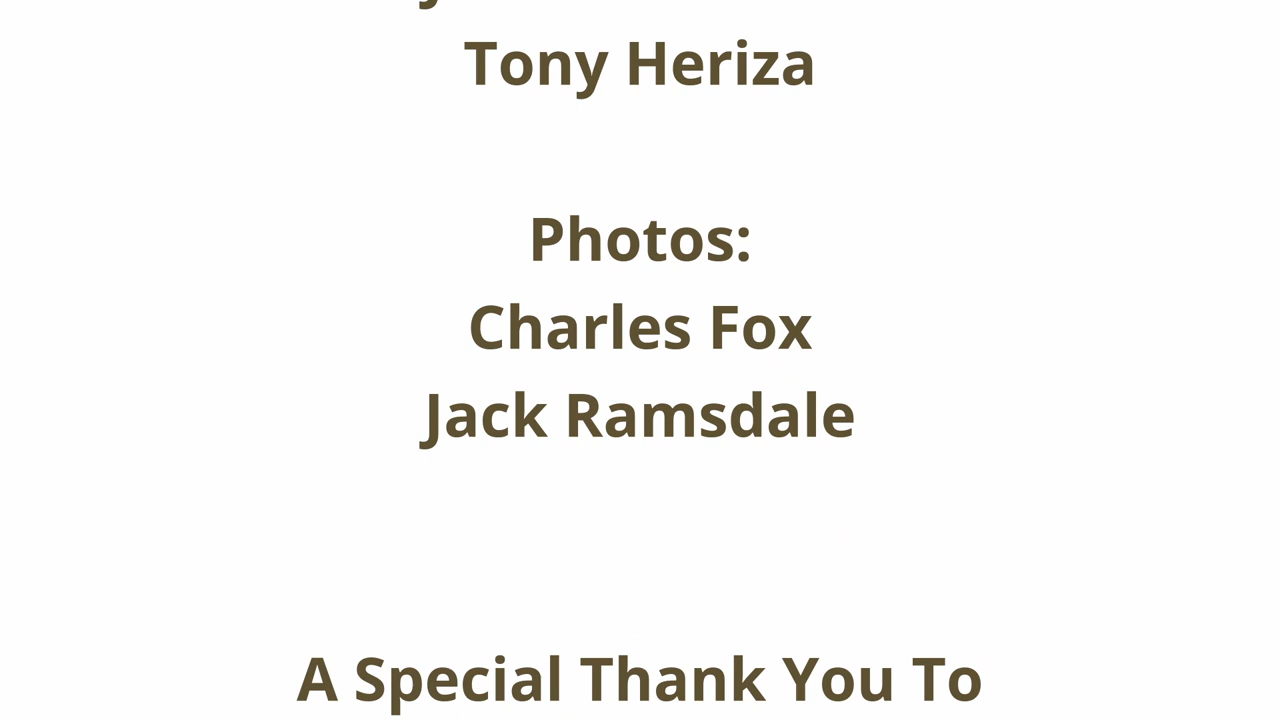 Tony Heriza
Photos:
Charles Fox
Jack Ramsdale
A Special Thank You To